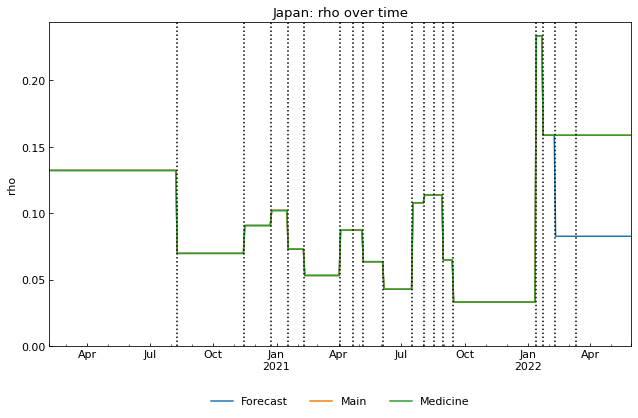 Japan: rho over time
rho
0.20
0.15
0.10
0.05
0.00
Apr Jul Oct Jan Apr Jul Oct Jan Apr
2021 2022
Forecast Main Medicine